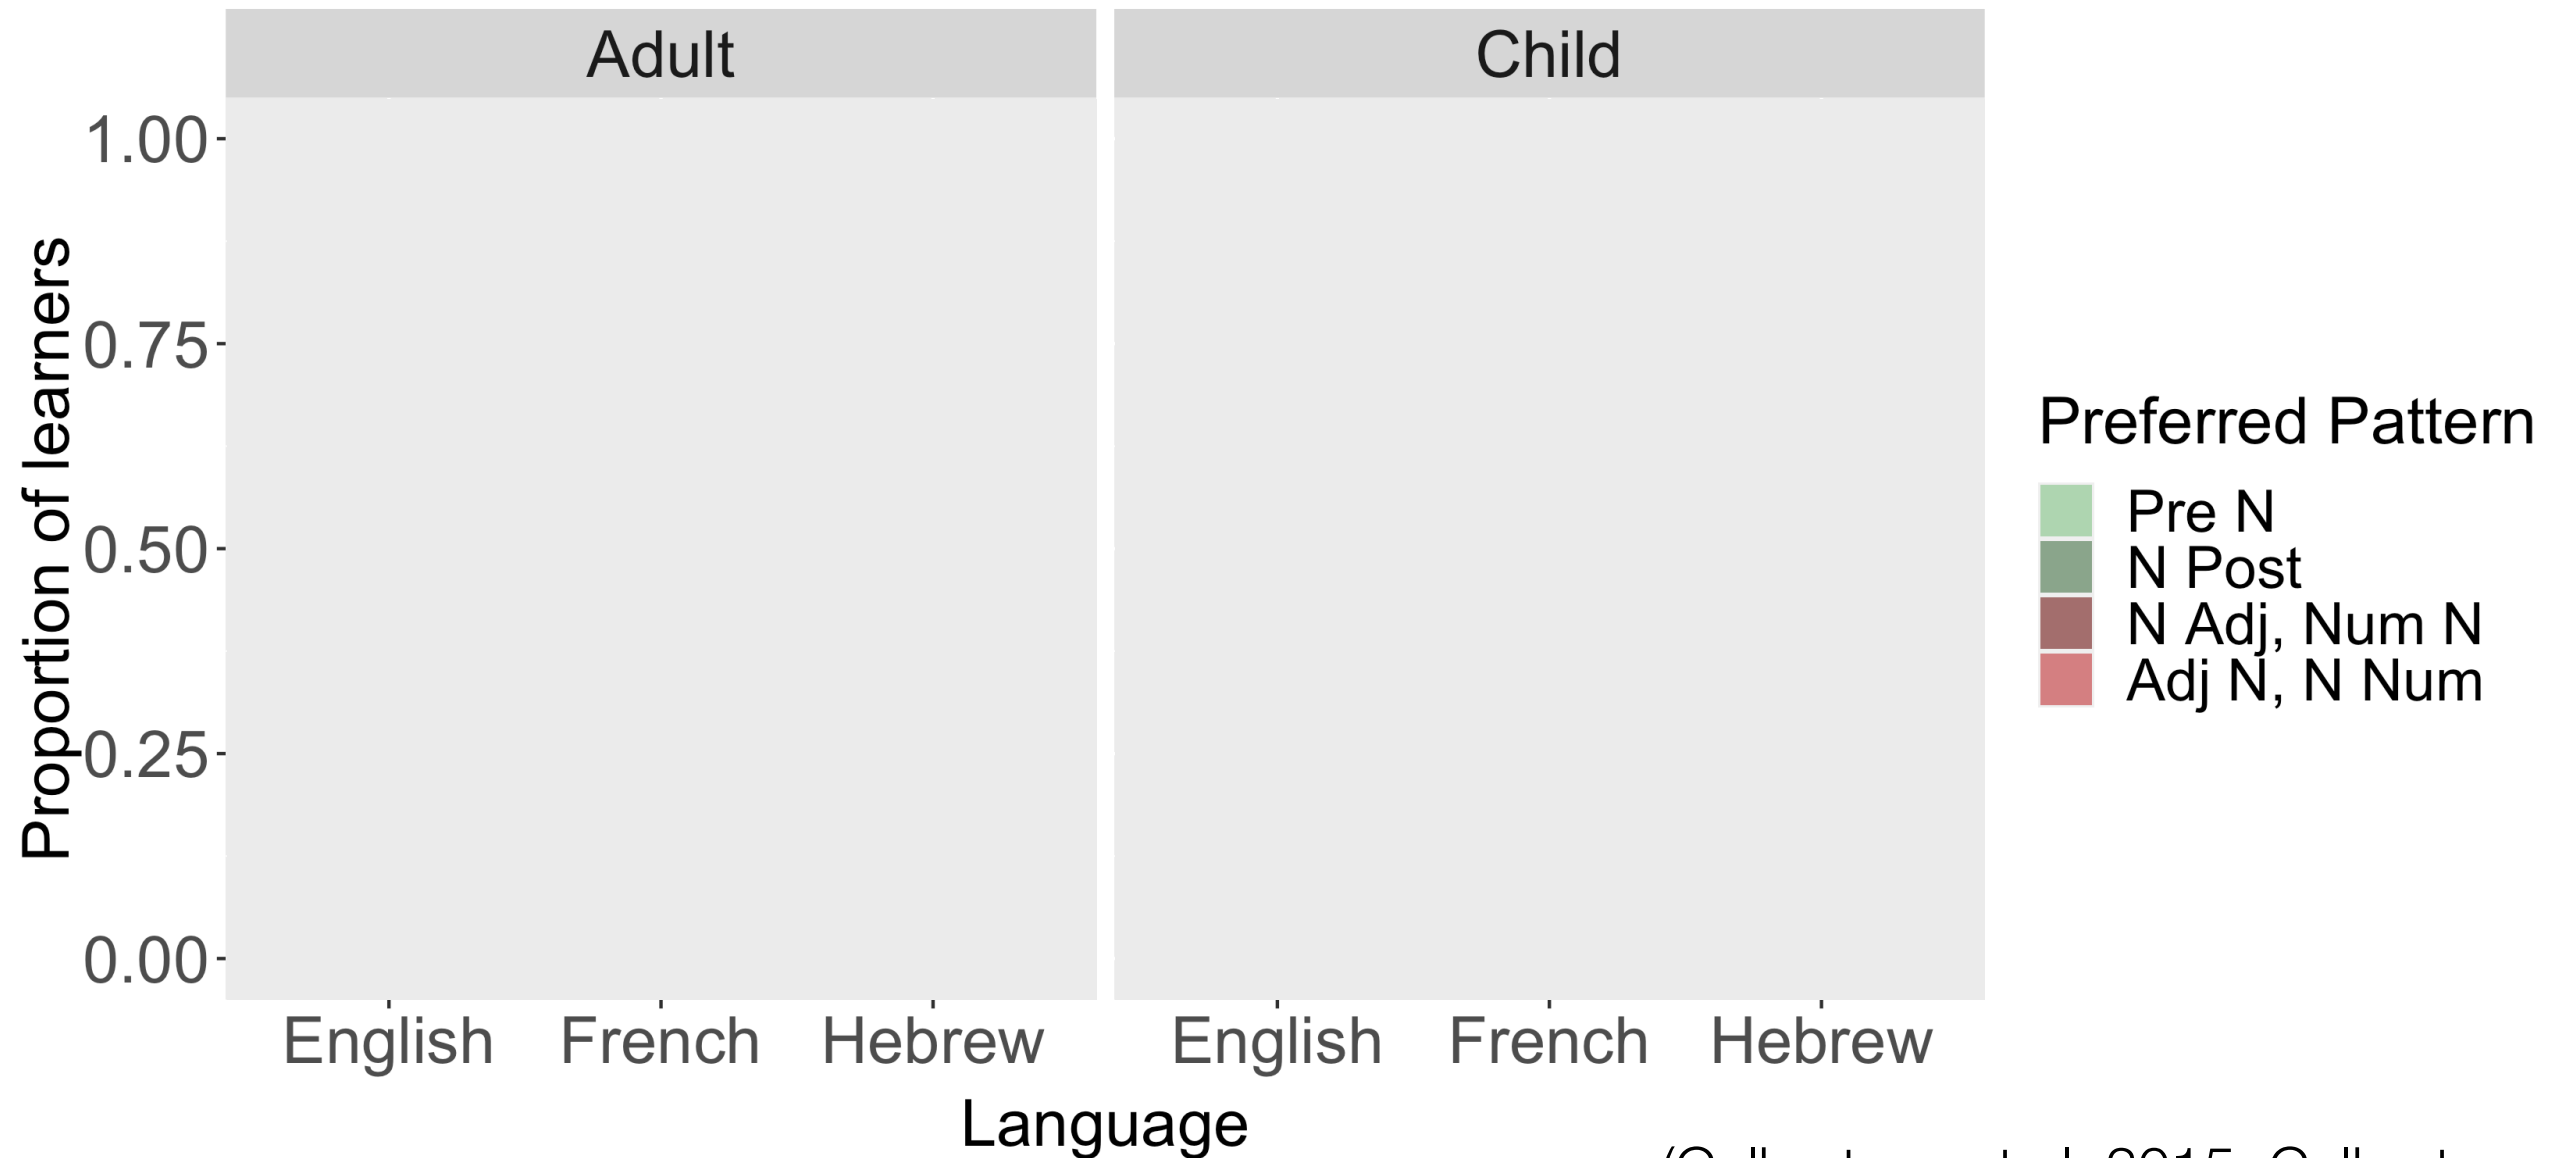 Adult
Child
Proportion of learners
1.00
0.75
0.50
0.25
0.00
English French Hebrew
English French Hebrew
Language
Preferred Pattern
Pre N
N Post
N Adj, Num N
Adj N, N Num